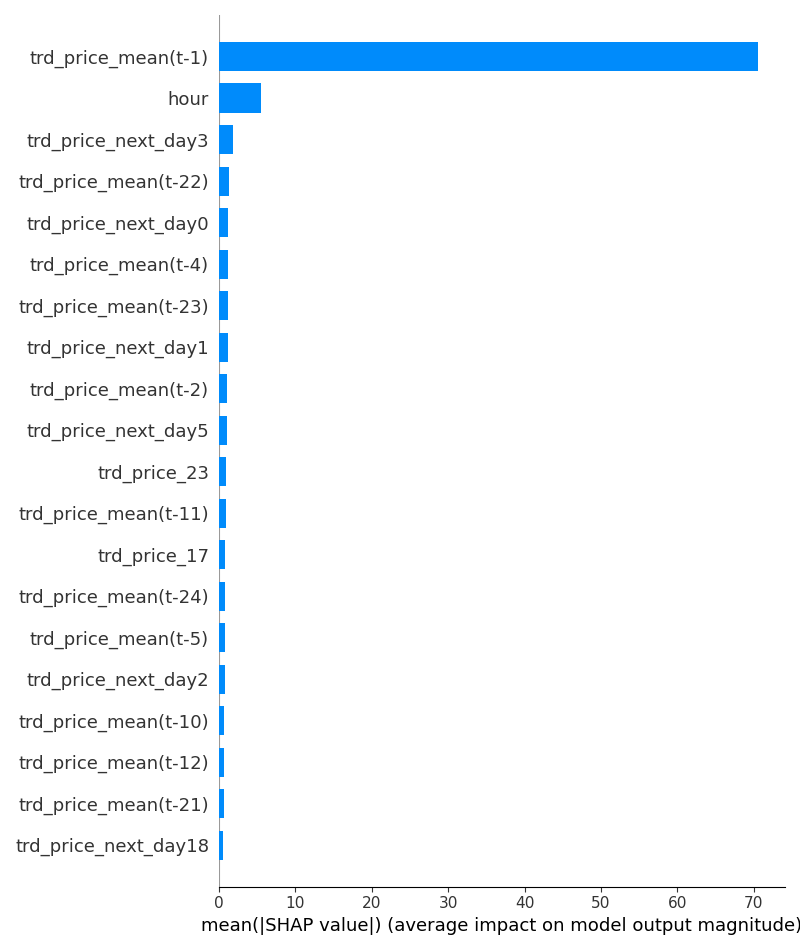 trd_price_mean(t-1)
hour
trd_price_next_day3
trd_price_mean(t-22)
trd_price_next_day0
trd_price_mean(t-4)
trd_price_mean(t-23)
trd_price_next_day1
trd_price_mean(t-2)
trd_price_next_day5
trd_price_23
trd_price_mean(t-11)
trd_price_17
trd_price_mean(t-24)
trd_price_mean(t-5)
trd_price_next_day2
trd_price_mean(t-10)
trd_price_mean(t-12)
trd_price_mean(t-21)
trd_price_next_day18
0 10 20 30 40 50 60 70
mean(|SHAP value|) (average impact on model output magnitude)